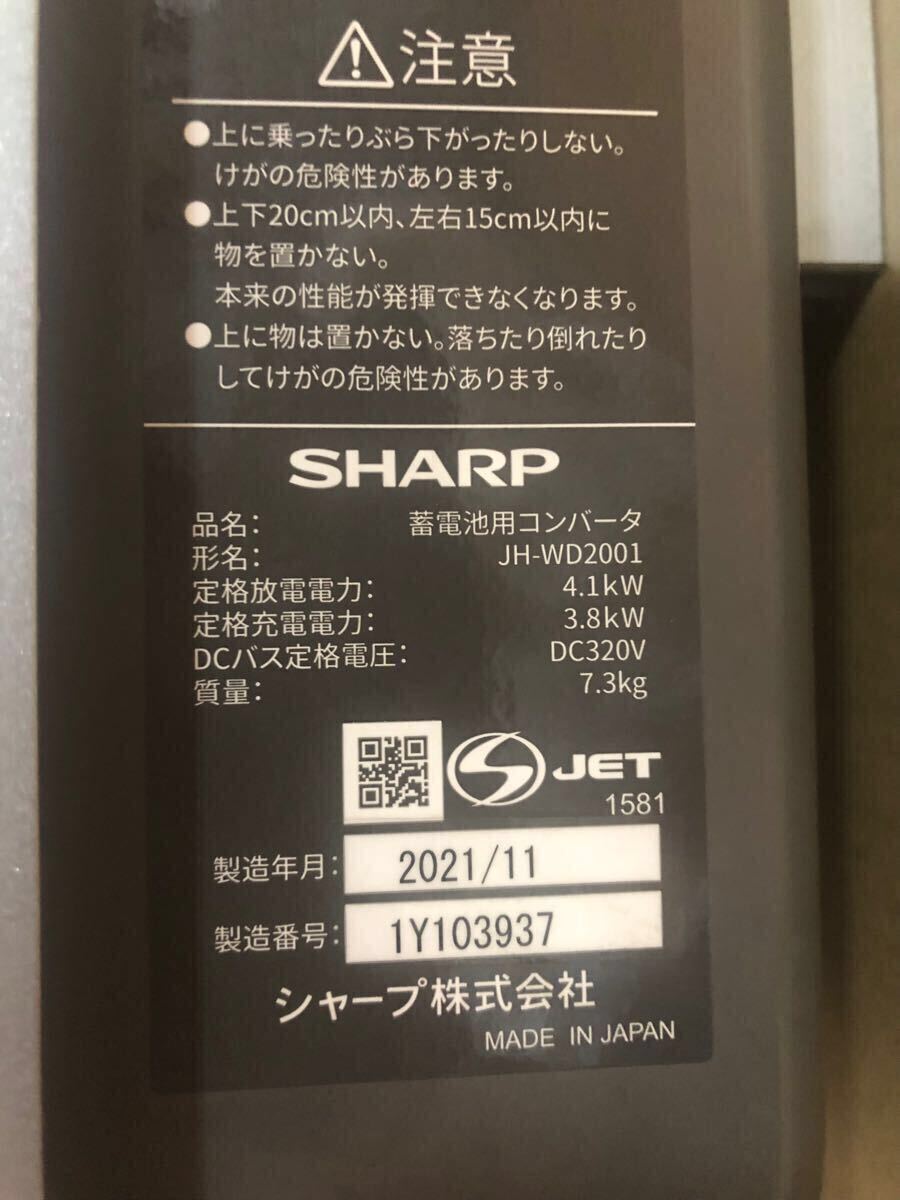 注意
●上に乗ったりぶら下がったりしない。
けがの危険性があります。
●上下20cm以内、左右15cm以内に
物を置かない。
本来の性能が発揮できなくなります。
●上に物は置かない。落ちたり倒れたり
してけがの危険性があります。
SHARP
品名： 蓄電池用コンバータ
形名： JH-WD2001
定格放電電力： 4.1kW
定格充電電力： 3.8kW
DCバス定格電圧： DC320V
質量： 7.3kg
JET
1581
製造年月： 2021/11
製造番号： 1Y103937
シャープ株式会社
MADE IN JAPAN